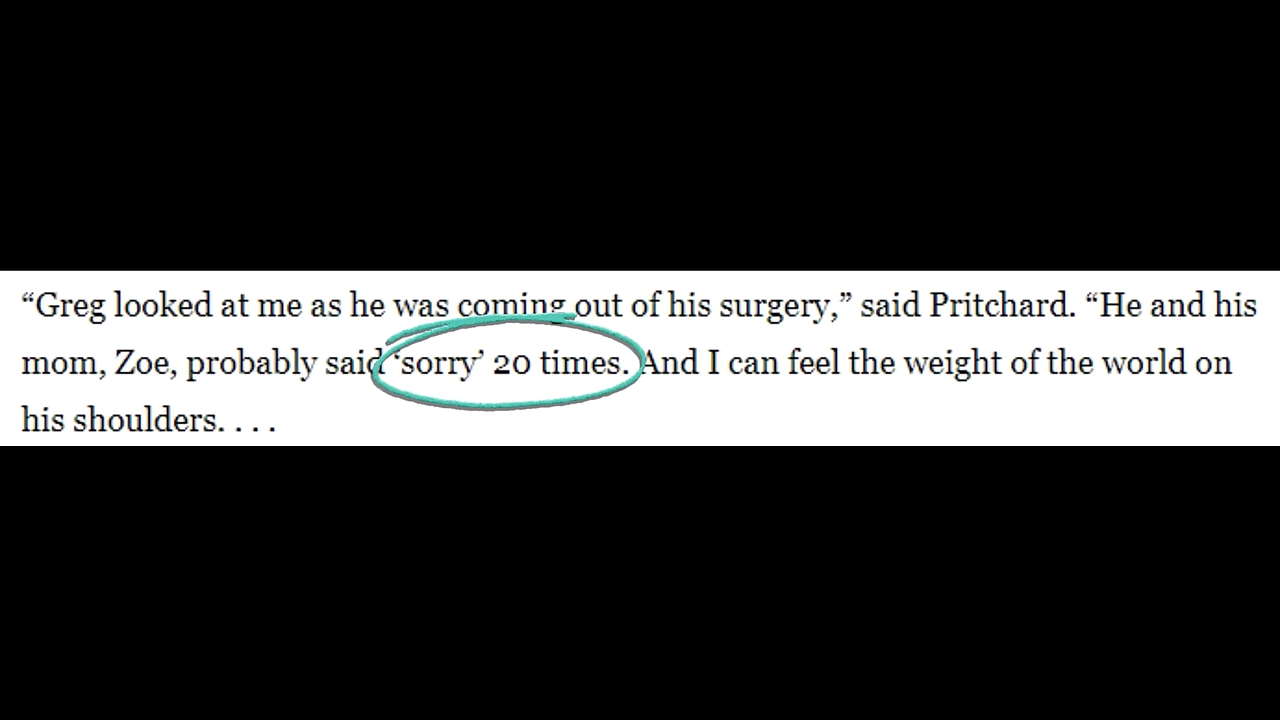 “Greg looked at me as he was coming out of his surgery,” said Pritchard. “He and his
mom, Zoe, probably said ‘sorry’ 20 times. And I can feel the weight of the world on
his shoulders. . . .